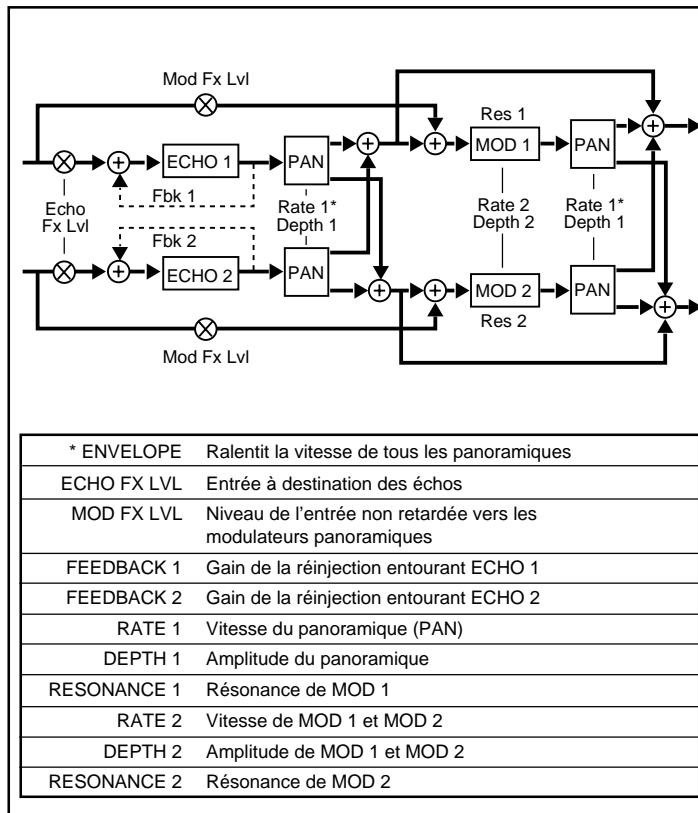 Mod Fx Lvl
Res 1
ECHO 1
PAN
MOD 1
PAN
Fbk 1
Echo
Fx Lvl
Rate 1*
Depth 1
Rate 2
Depth 2
Rate 1*
Depth 1
Fbk 2
ECHO 2
PAN
MOD 2
PAN
Res 2
Mod Fx Lvl
* ENVELOPE Ralentit la vitesse de tous les panoramiques
ECHO FX LVL Entrée à destination des échos
MOD FX LVL Niveau de l’entrée non retardée vers les
modulateurs panoramiques
FEEDBACK 1 Gain de la réinjection entourant ECHO 1
FEEDBACK 2 Gain de la réinjection entourant ECHO 2
RATE 1 Vitesse du panoramique (PAN)
DEPTH 1 Amplitude du panoramique
RESONANCE 1 Résonance de MOD 1
RATE 2 Vitesse de MOD 1 et MOD 2
DEPTH 2 Amplitude de MOD 1 et MOD 2
RESONANCE 2 Résonance de MOD 2